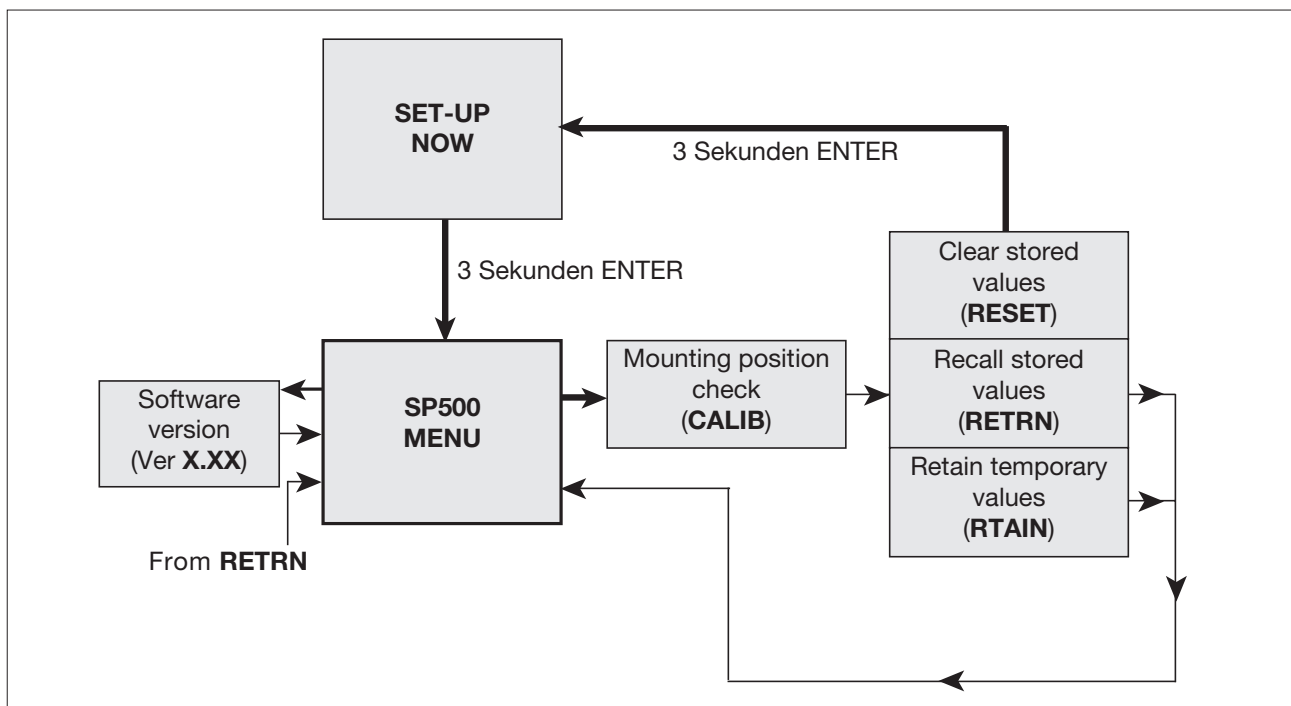 SET-UP
NOW
3 Sekunden ENTER
3 Sekunden ENTER
Clear stored
values
(RESET)
Software
version
(Ver X.XX)
SP500
MENU
Mounting position
check
(CALIB)
Recall stored
values
(RETRN)
Retain temporary
values
(RTAIN)
From RETRN